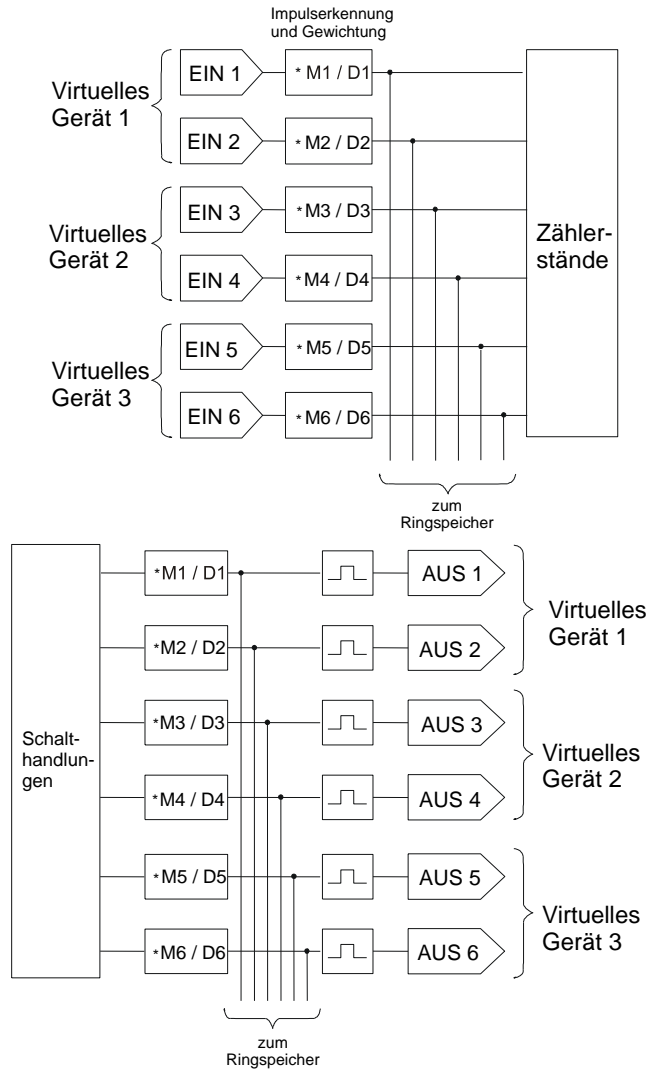 Impulserkennung
und Gewichtung
Virtuelles
Gerät 1
EIN 1
* M1 / D1
EIN 2
* M2 / D2
Virtuelles
Gerät 2
EIN 3
* M3 / D3
EIN 4
* M4 / D4
Virtuelles
Gerät 3
EIN 5
* M5 / D5
EIN 6
* M6 / D6
Zähler-
stände
zum
Ringspeicher
Schalt-
handlun-
gen
*M1 / D1
AUS 1
*M2 / D2
AUS 2
Virtuelles
Gerät 1
*M3 / D3
AUS 3
*M4 / D4
AUS 4
Virtuelles
Gerät 2
*M5 / D5
AUS 5
*M6 / D6
AUS 6
Virtuelles
Gerät 3
zum
Ringspeicher